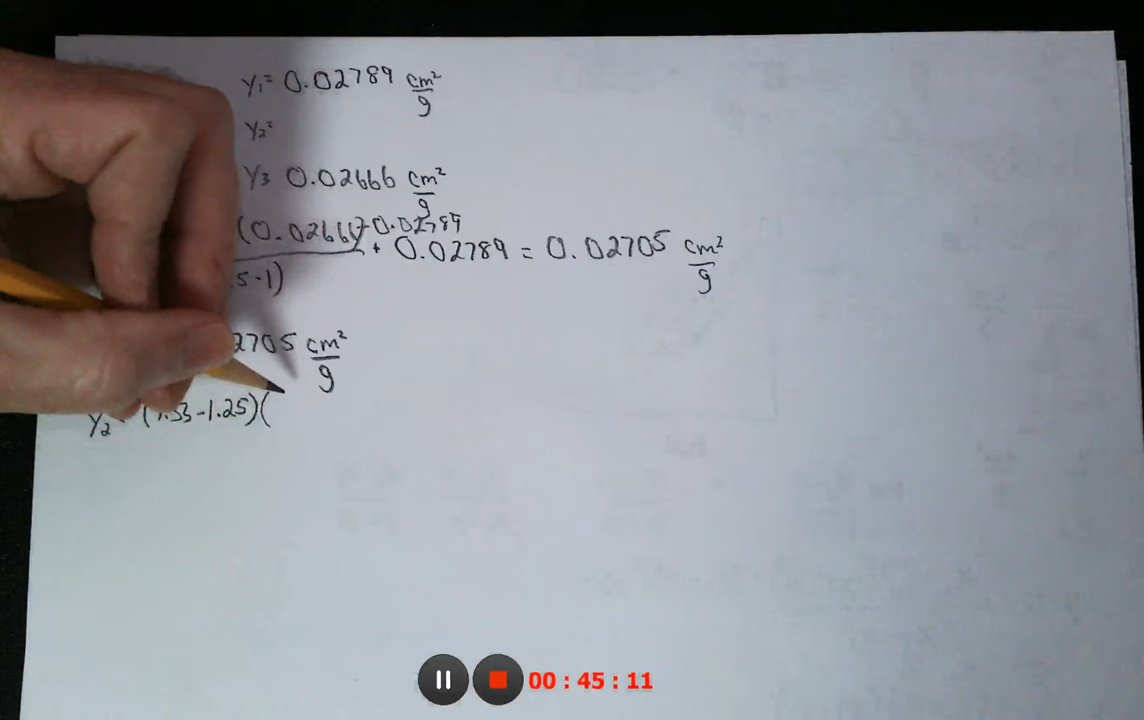 y₁= 0.02789 cm²/g
y₂=
y₃ 0.02666 cm²/g
(0.02666)-0.02789
+ 0.02789 = 0.02705 cm²/g
.5-1)
2705 cm²/g
y₂ (1.33-1.25)(
00 : 45 : 11